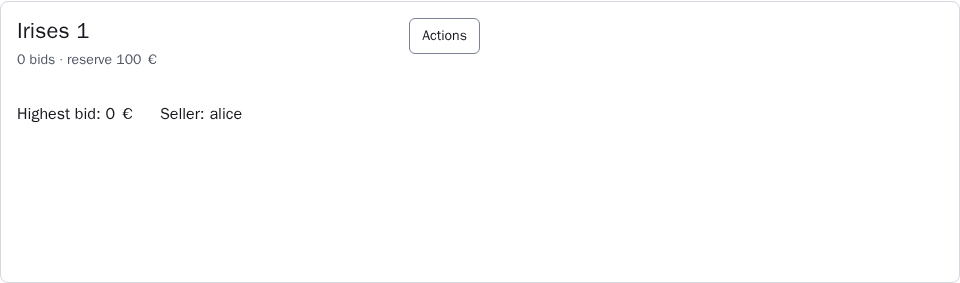 Irises 1
Actions
0 bids · reserve 100 €
Highest bid: 0 € Seller: alice